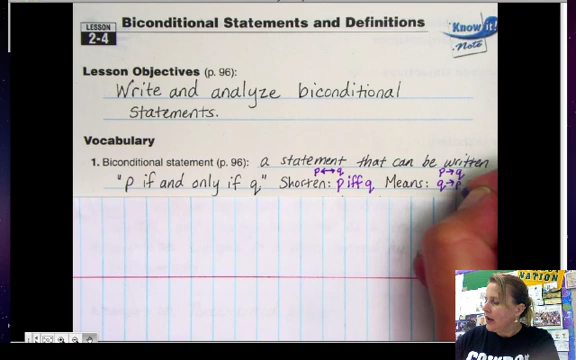 LESSON
2-4
Biconditional Statements and Definitions
Know it!
Note
Lesson Objectives (p. 96):
Write and analyze biconditional
statements.
Vocabulary
1. Biconditional statement (p. 96): a statement that can be written
p↔q p→q
"p if and only if q." Shorten: p iff q Means: q→p
NATION